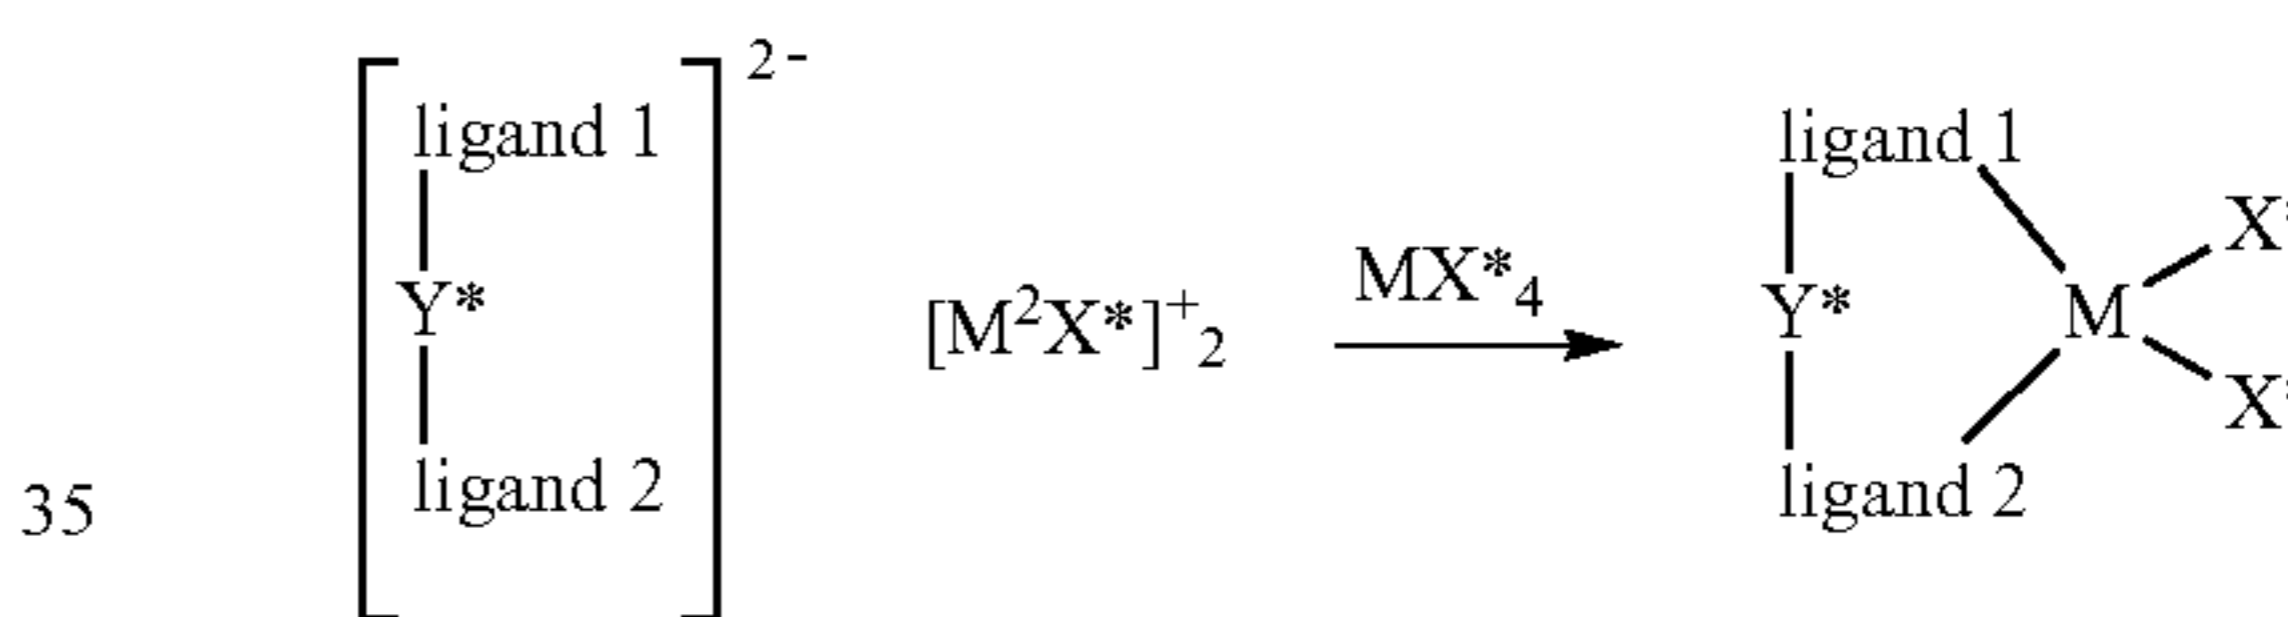 2-
ligand 1 ligand 1
X*
MX*4
Y* [M2X*]+2 Y* M
X*
35 ligand 2 ligand 2